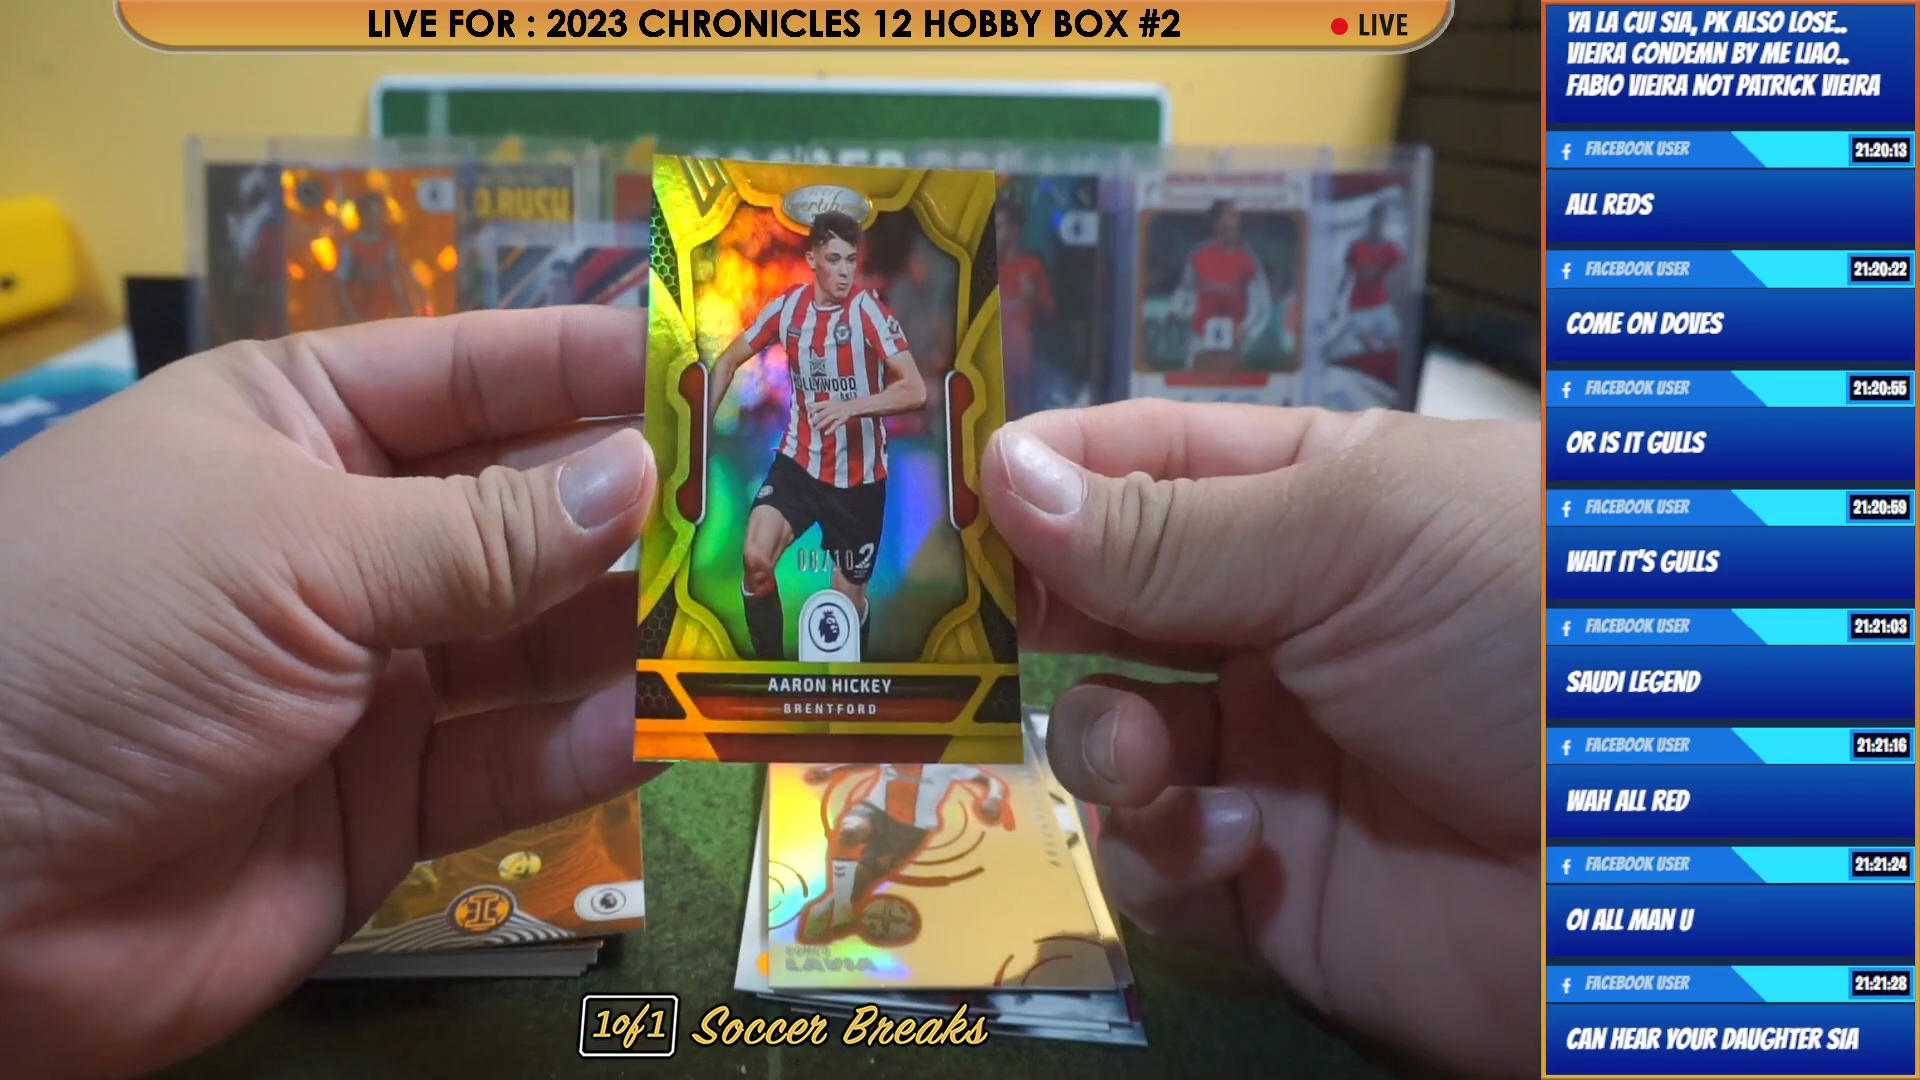 LIVE FOR : 2023 CHRONICLES 12 HOBBY BOX #2
LIVE
YA LA CUI SIA, PK ALSO LOSE..
VIEIRA CONDEMN BY ME LIAO..
FABIO VIEIRA NOT PATRICK VIEIRA
FACEBOOK USER
21:20:13
ALL REDS
FACEBOOK USER
21:20:22
COME ON DOVES
FACEBOOK USER
21:20:55
OR IS IT GULLS
FACEBOOK USER
21:20:59
WAIT IT'S GULLS
FACEBOOK USER
21:21:03
SAUDI LEGEND
FACEBOOK USER
21:21:16
WAH ALL RED
FACEBOOK USER
21:21:24
OI ALL MAN U
FACEBOOK USER
21:21:28
CAN HEAR YOUR DAUGHTER SIA
RUSH
HOLLYWOOD
2
AARON HICKEY
BRENTFORD
LAVIA
1of1
Soccer Breaks